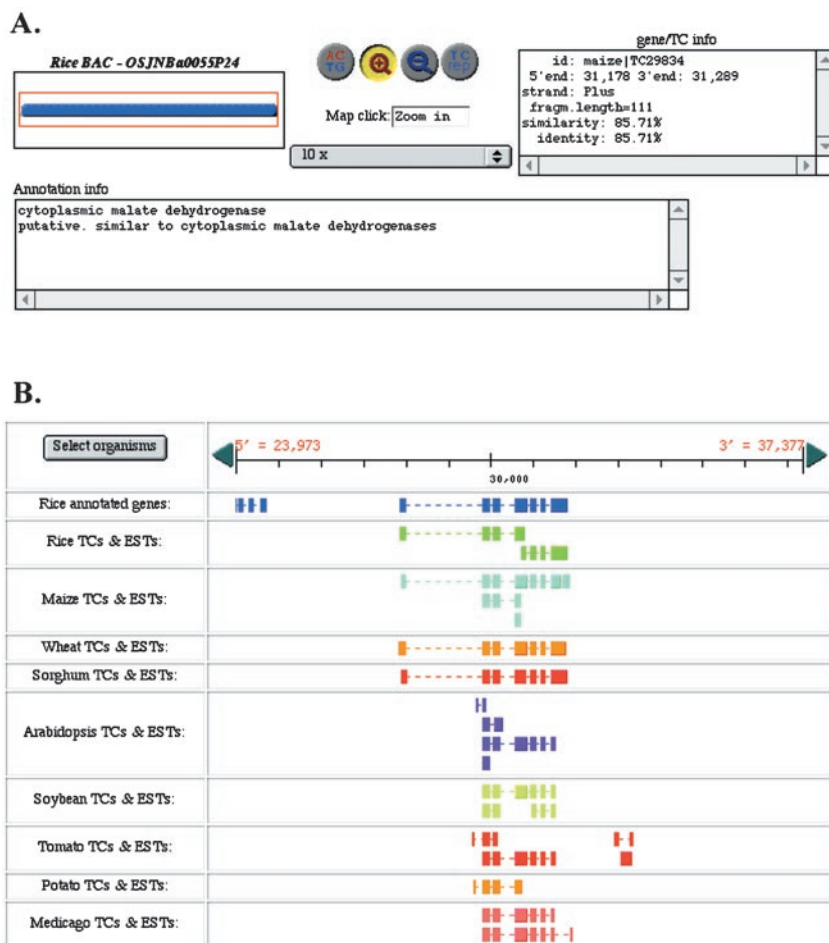 A.
Rice BAC - OSJNBa0055P24
AC
TG
TC
rep
Map click: Zoom in
10 x
gene/TC info
id: maize|TC29834
5'end: 31,178 3'end: 31,289
strand: Plus
fragm.length=111
similarity: 85.71%
identity: 85.71%
Annotation info
cytoplasmic malate dehydrogenase
putative. similar to cytoplasmic malate dehydrogenases
B.
Select organisms
5' = 23,973
3' = 37,377
30,000
Rice annotated genes:
Rice TCs & ESTs:
Maize TCs & ESTs:
Wheat TCs & ESTs:
Sorghum TCs & ESTs:
Arabidopsis TCs & ESTs:
Soybean TCs & ESTs:
Tomato TCs & ESTs:
Potato TCs & ESTs:
Medicago TCs & ESTs: